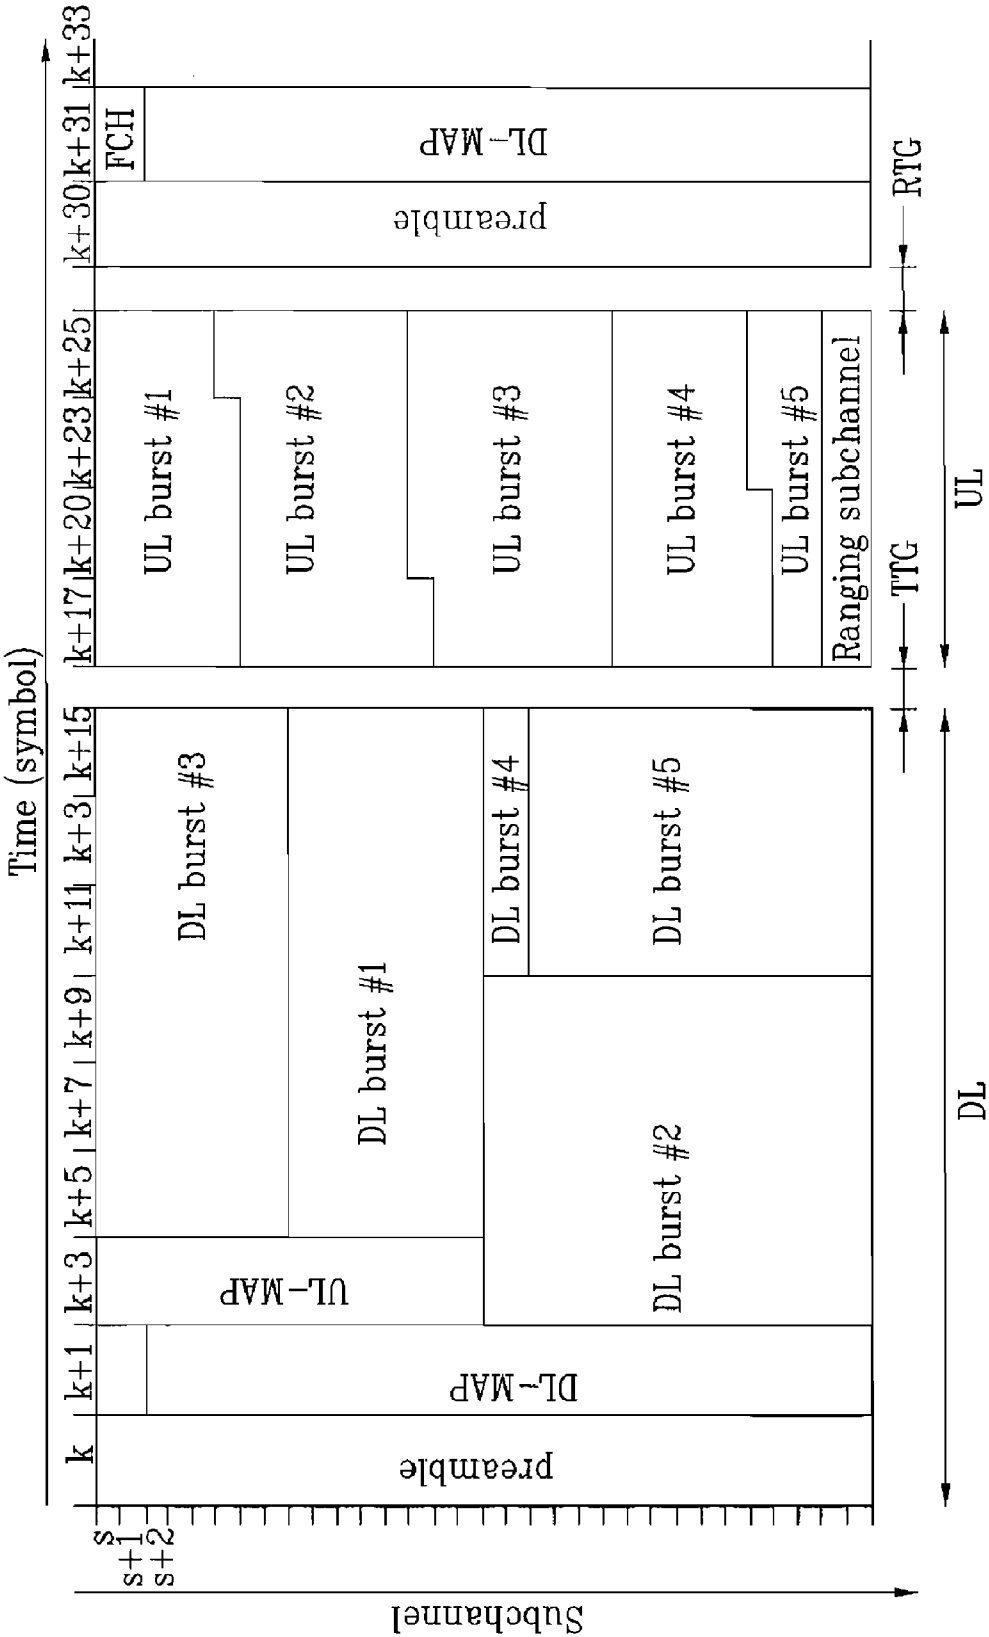 Time (symbol)
k
k+1
k+3
k+5
k+7
k+9
k+11
k+3
k+15
k+17
k+20
k+23
k+25
k+30
k+31
k+33
s
s+1
s+2
Subchannel
preamble
DL-MAP
UL-MAP
DL burst #3
DL burst #1
DL burst #2
DL burst #4
DL burst #5
UL burst #1
UL burst #2
UL burst #3
UL burst #4
UL burst #5
Ranging subchannel
preamble
FCH
DL-MAP
TTG
RTG
DL
UL